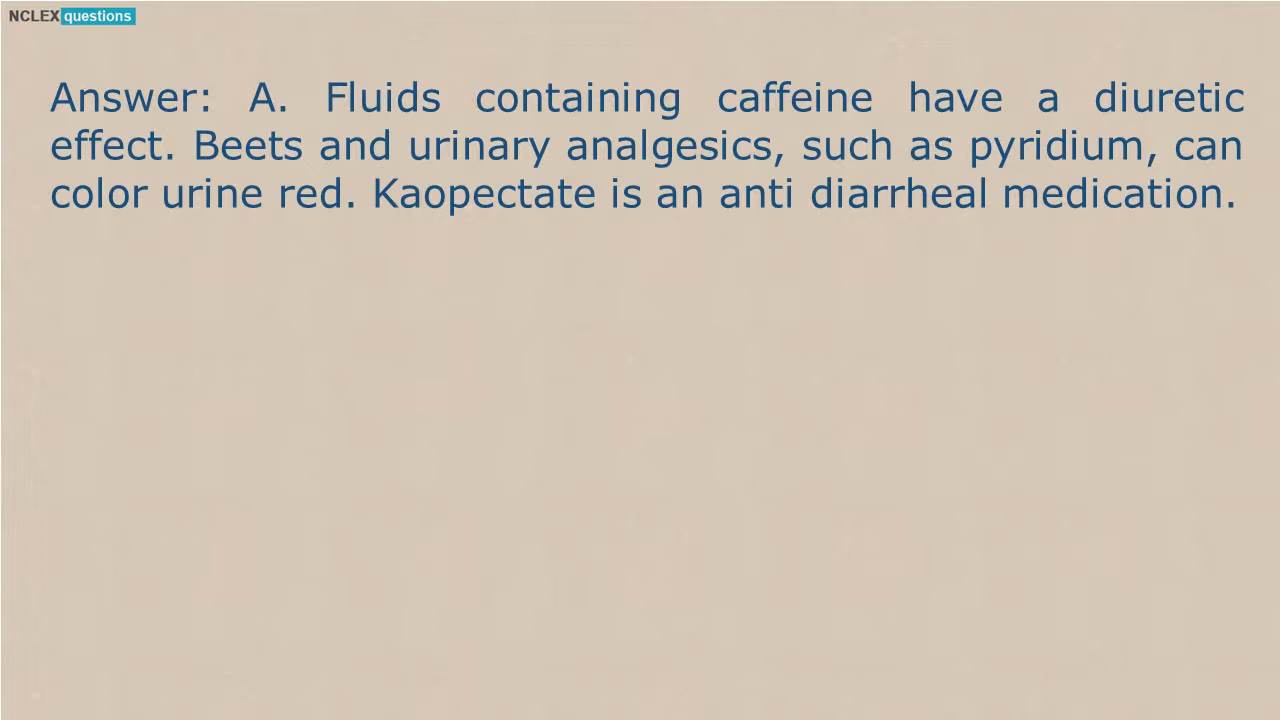 NCLEX questions
Answer: A. Fluids containing caffeine have a diuretic
effect. Beets and urinary analgesics, such as pyridium, can
color urine red. Kaopectate is an anti diarrheal medication.